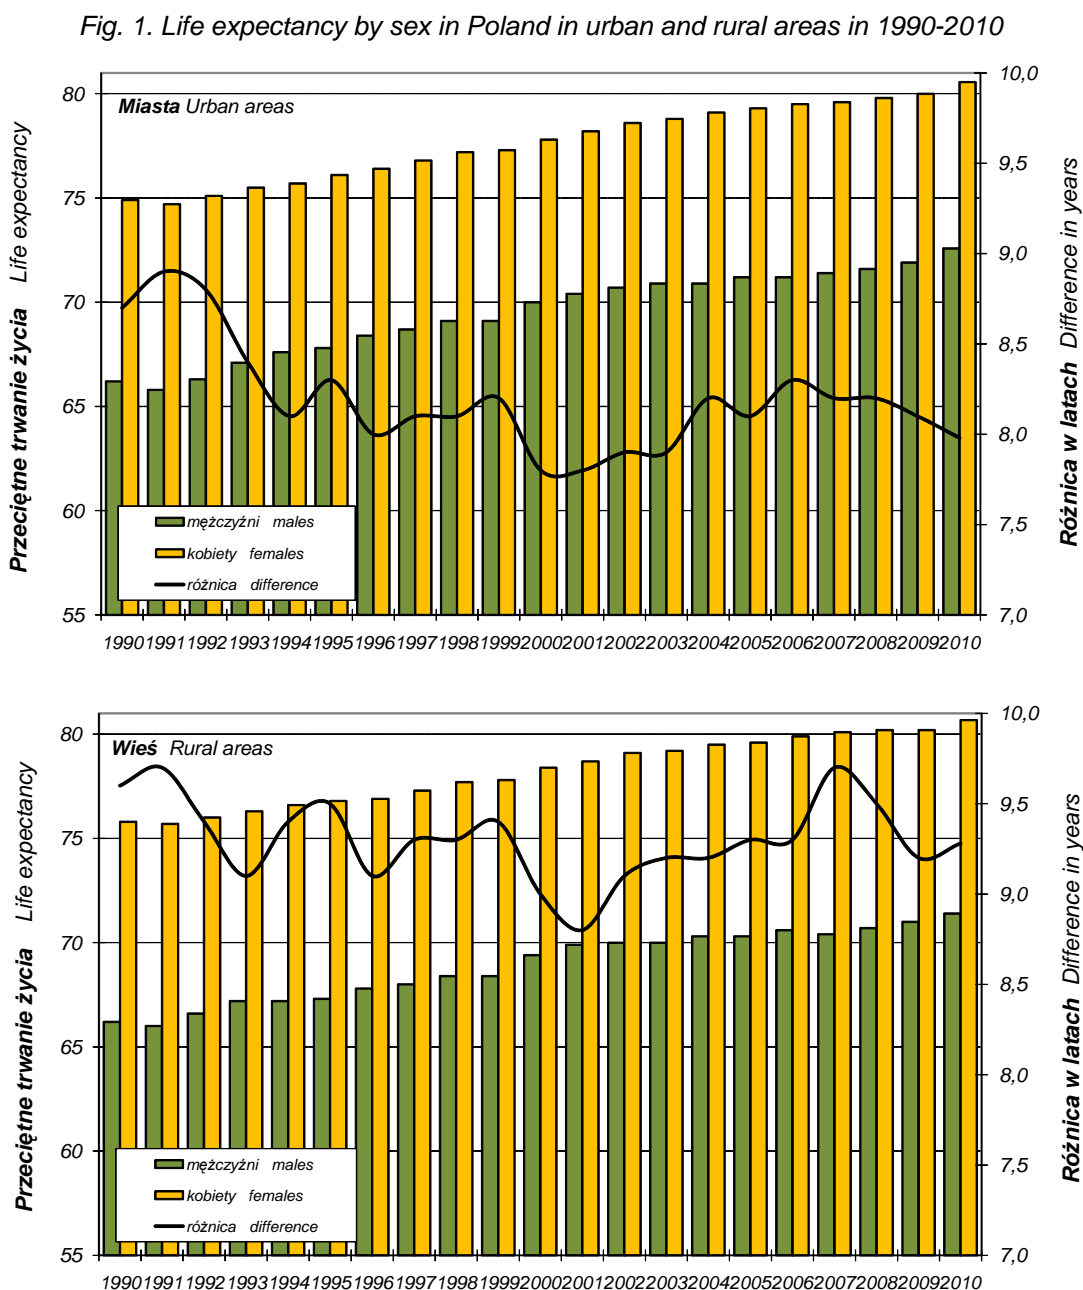 Fig. 1. Life expectancy by sex in Poland in urban and rural areas in 1990-2010
Miasta Urban areas
Przeciętne trwanie życia Life expectancy
80
75
70
65
60
55
10,0
9,5
9,0
8,5
8,0
7,5
7,0
Różnica w latach Difference in years
mężczyźni males
kobiety females
różnica difference
1990 1991 1992 1993 1994 1995 1996 1997 1998 1999 2000 2001 2002 2003 2004 2005 2006 2007 2008 2009 2010
Wieś Rural areas
Przeciętne trwanie życia Life expectancy
80
75
70
65
60
55
10,0
9,5
9,0
8,5
8,0
7,5
7,0
Różnica w latach Difference in years
mężczyźni males
kobiety females
różnica difference
1990 1991 1992 1993 1994 1995 1996 1997 1998 1999 2000 2001 2002 2003 2004 2005 2006 2007 2008 2009 2010